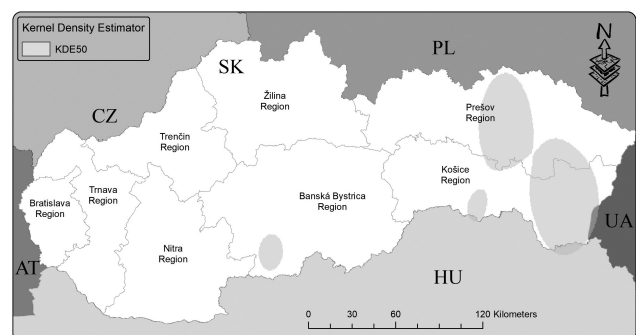 Kernel Density Estimator
KDE50
N
PL
SK
CZ
Žilina
Region
Prešov
Region
Trenčín
Region
Košice
Region
Trnava
Region
Bratislava
Region
Banská Bystrica
Region
Nitra
Region
UA
AT
HU
0 30 60 120 Kilometers